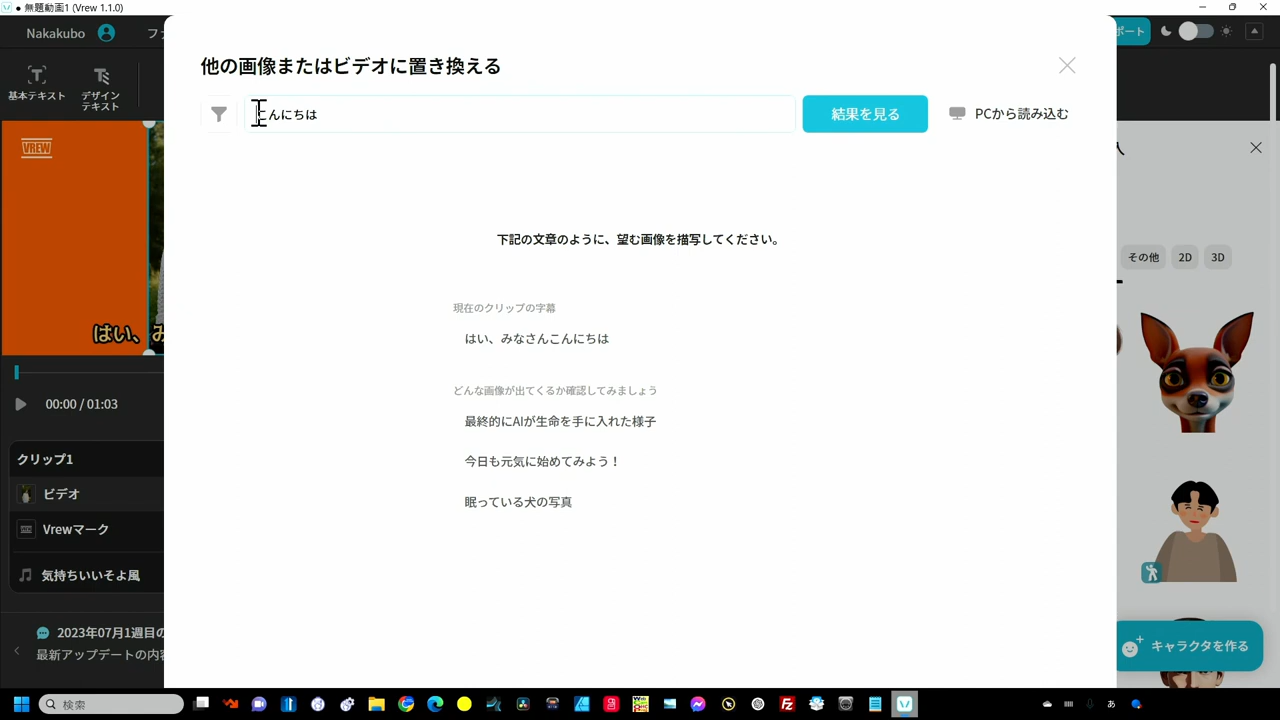 無題動画1 (Vrew 1.1.0)
Nakakubo
ファ
ポート
基本テキスト
デザイン
テキスト
他の画像またはビデオに置き換える
こんにちは
結果を見る
PCから読み込む
VREW
はい、み
下記の文章のように、望む画像を描写してください。
現在のクリップの字幕
はい、みなさんこんにちは
どんな画像が出てくるか確認してみましょう
最終的にAIが生命を手に入れた様子
今日も元気に始めてみよう！
眠っている犬の写真
その他
2D
3D
00:00 / 01:03
クリップ1
ビデオ
Vrewマーク
気持ちいいそよ風
2023年07月1週目の
最新アップデートの内容
キャラクタを作る
検索
あ